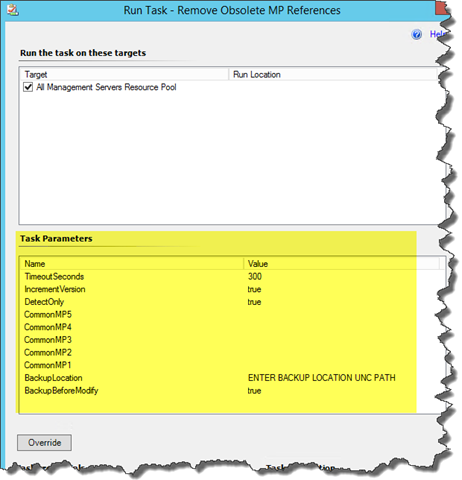 Run Task - Remove Obsolete MP References
Run the task on these targets
Target Run Location
All Management Servers Resource Pool
Task Parameters
Name Value
TimeoutSeconds 300
IncrementVersion true
DetectOnly true
CommonMP5
CommonMP4
CommonMP3
CommonMP2
CommonMP1
BackupLocation ENTER BACKUP LOCATION UNC PATH
BackupBeforeModify true
Override